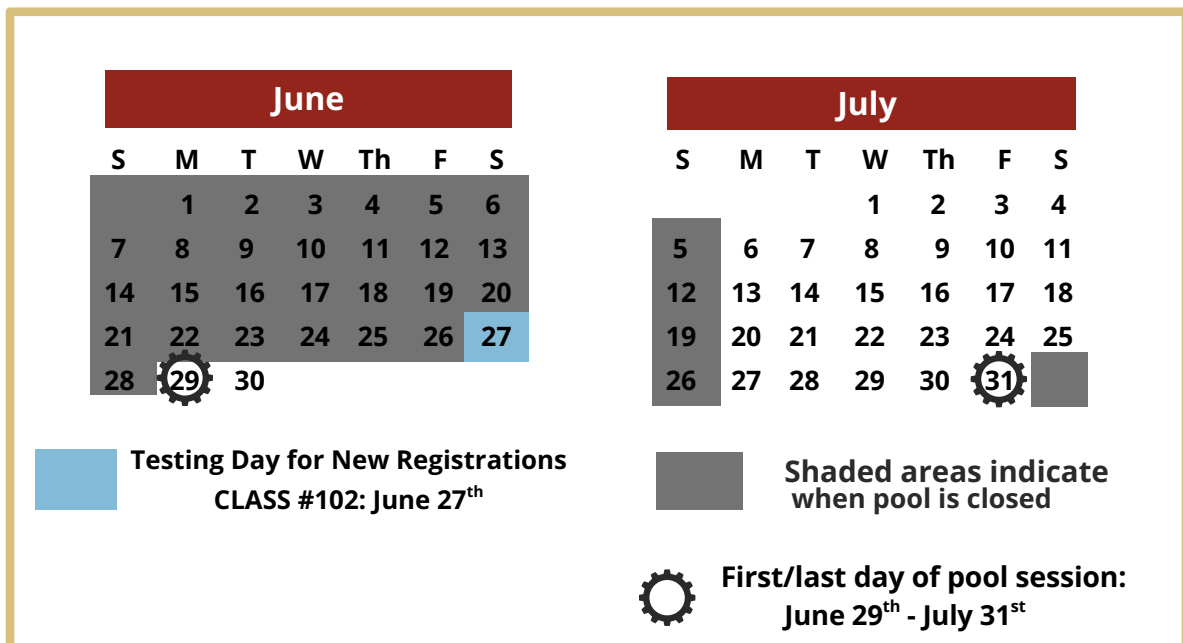 June
S M T W Th F S
1 2 3 4 5 6
7 8 9 10 11 12 13
14 15 16 17 18 19 20
21 22 23 24 25 26 27
28 29 30
Testing Day for New Registrations
CLASS #102: June 27th
July
S M T W Th F S
1 2 3 4
5 6 7 8 9 10 11
12 13 14 15 16 17 18
19 20 21 22 23 24 25
26 27 28 29 30 31
Shaded areas indicate
when pool is closed
First/last day of pool session:
June 29th - July 31st